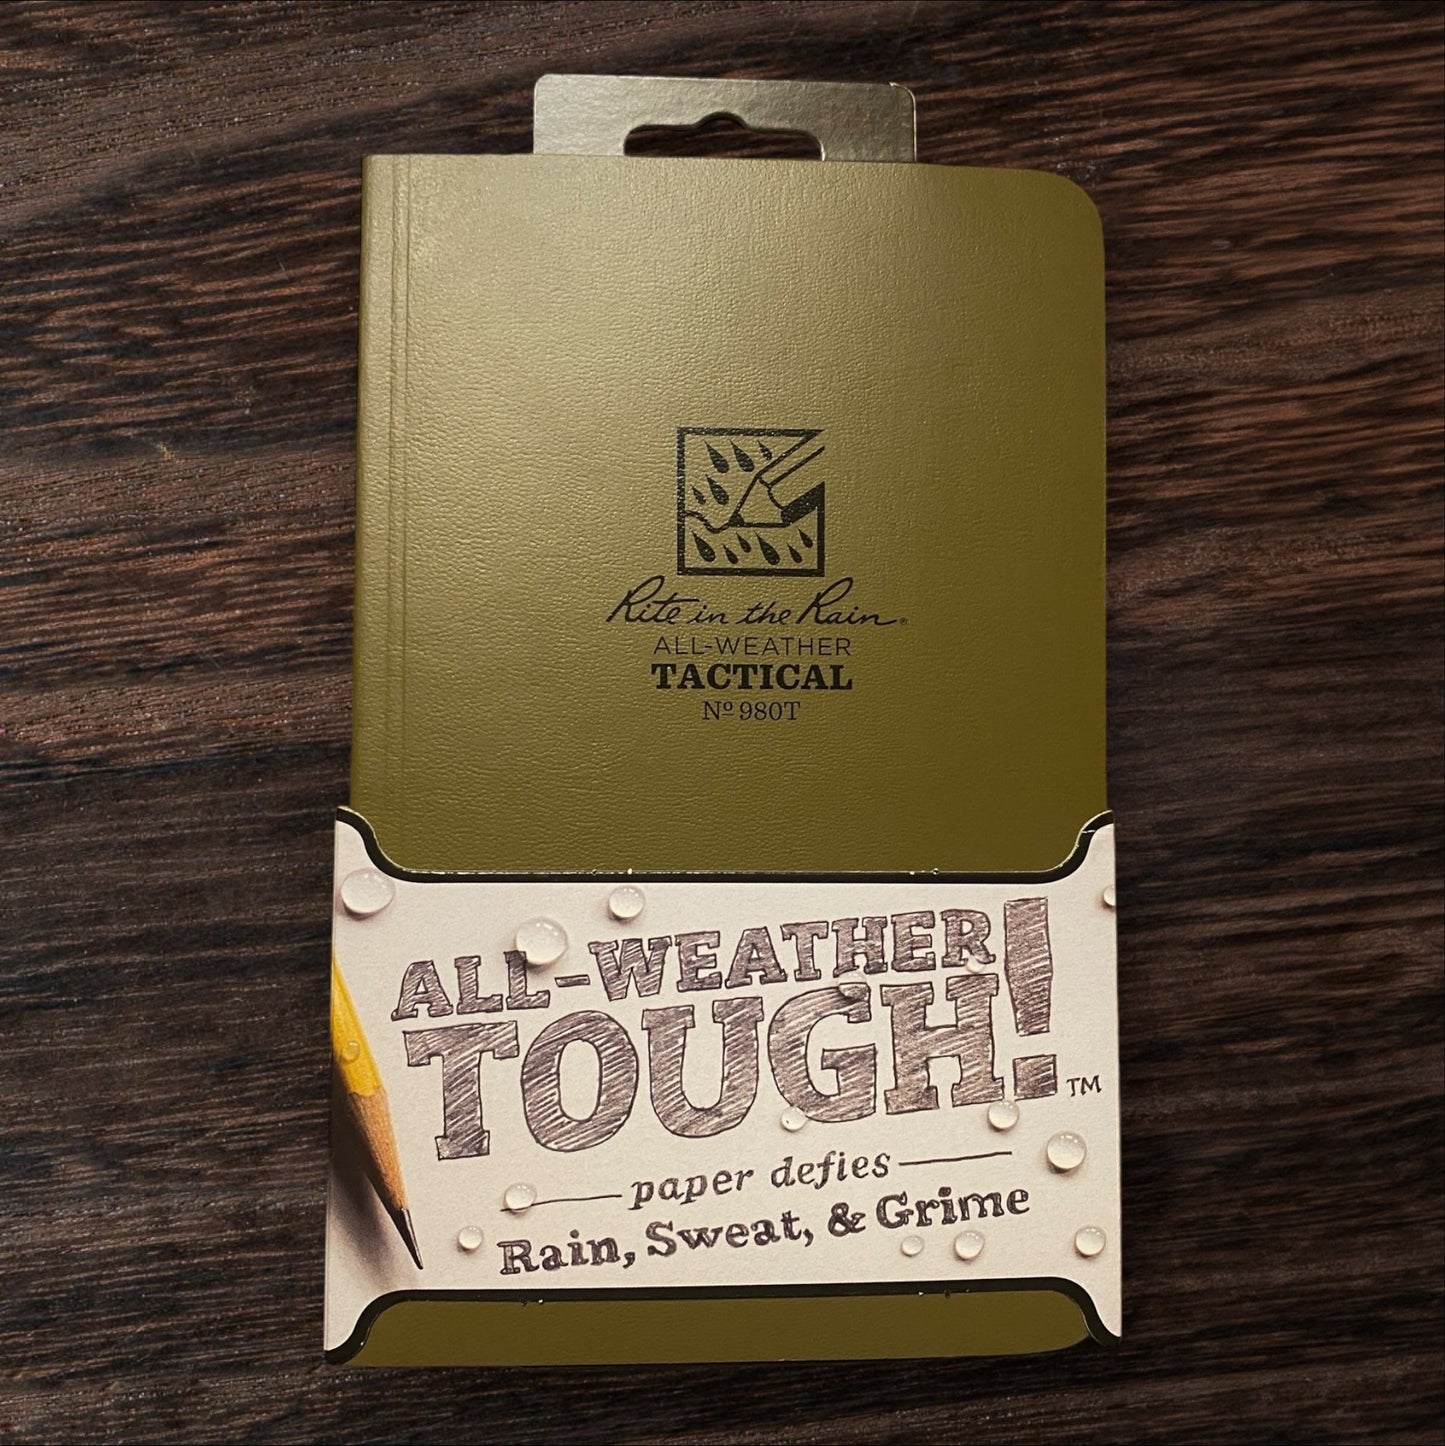 Rite in the Rain®
ALL-WEATHER
TACTICAL
Nº 980T
ALL-WEATHER
TOUGH!™
paper defies
Rain, Sweat, & Grime